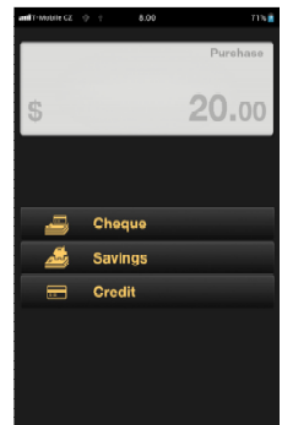 T-Mobile CZ 8.00 71%
Purchase
$ 20.00
Cheque
Savings
Credit